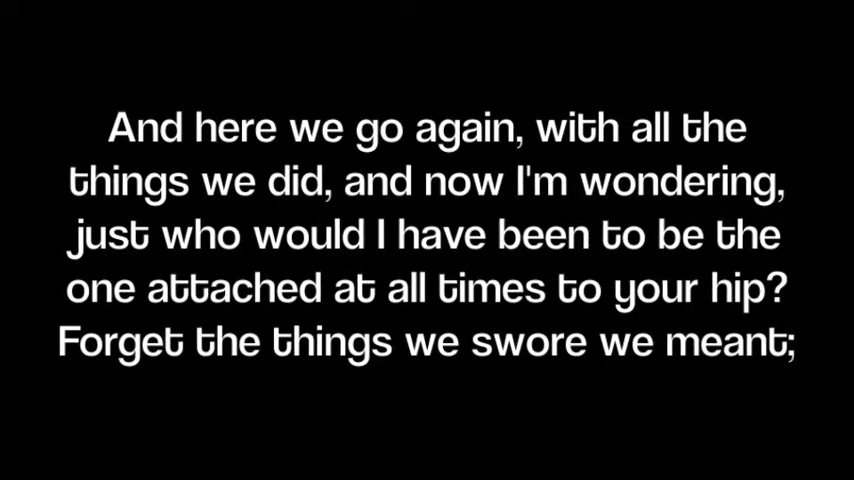 And here we go again, with all the
things we did, and now I'm wondering,
just who would I have been to be the
one attached at all times to your hip?
Forget the things we swore we meant;